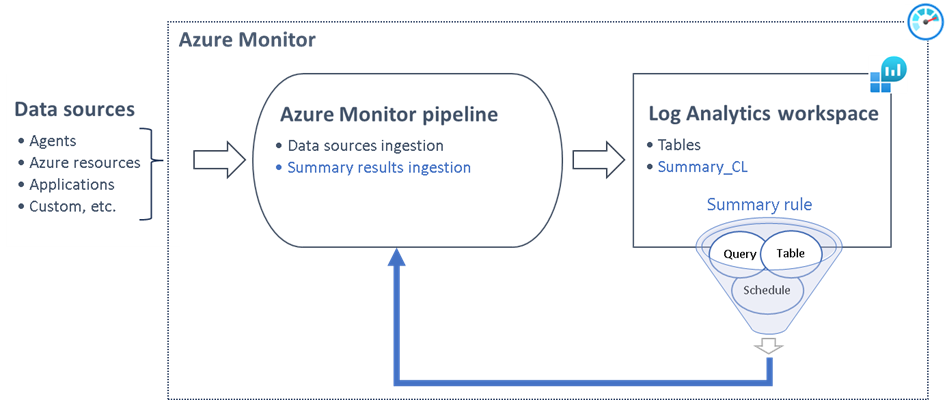 Azure Monitor
Data sources
• Agents
• Azure resources
• Applications
• Custom, etc.
Azure Monitor pipeline
• Data sources ingestion
• Summary results ingestion
Log Analytics workspace
• Tables
• Summary_CL
Summary rule
Query
Table
Schedule